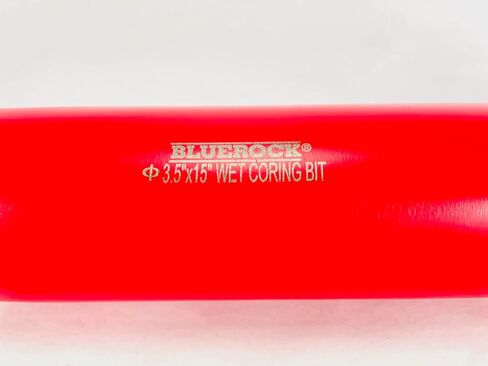 BLUEROCK®
Φ 3.5"x15" WET CORING BIT